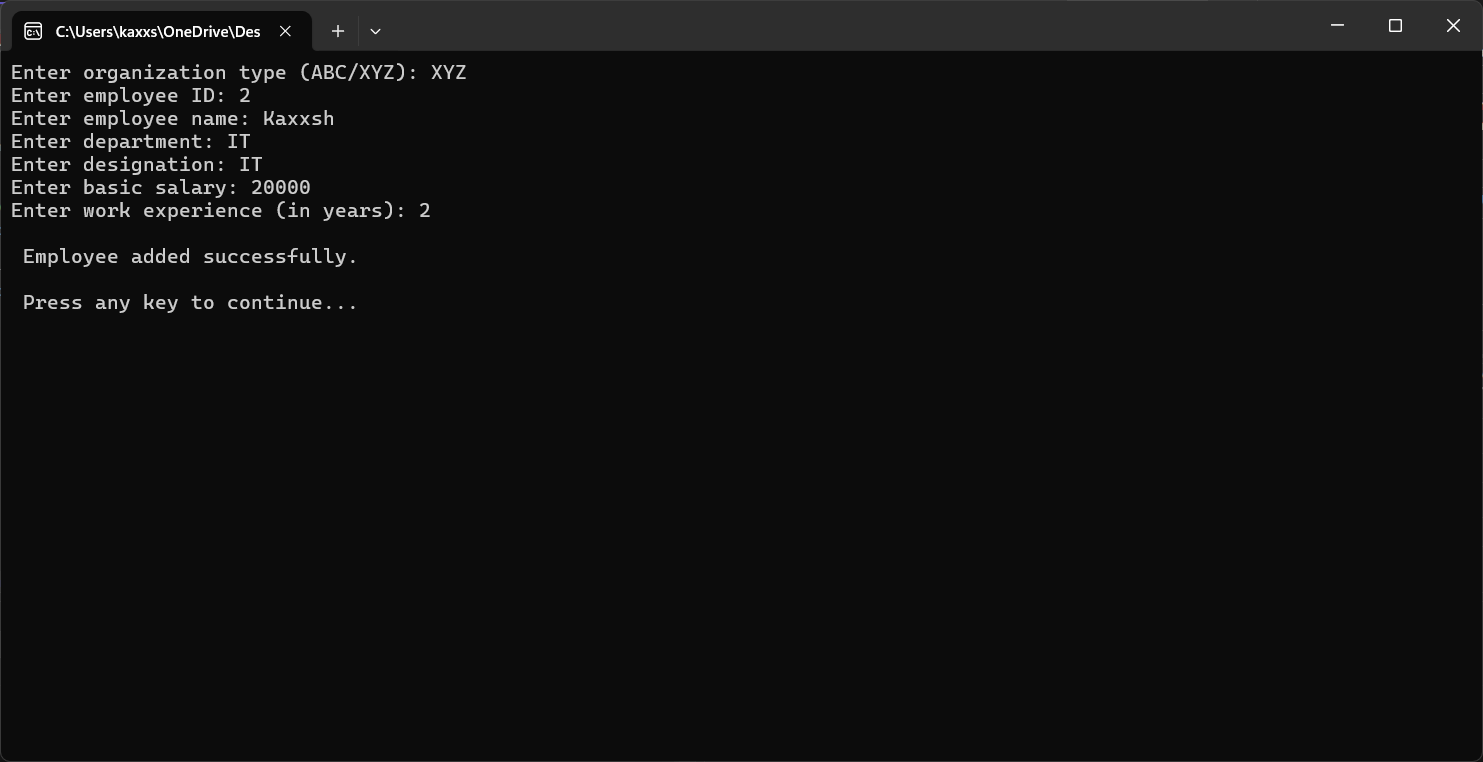 C:\Users\kaxxs\OneDrive\Des
Enter organization type (ABC/XYZ): XYZ
Enter employee ID: 2
Enter employee name: Kaxxsh
Enter department: IT
Enter designation: IT
Enter basic salary: 20000
Enter work experience (in years): 2
Employee added successfully.
Press any key to continue...